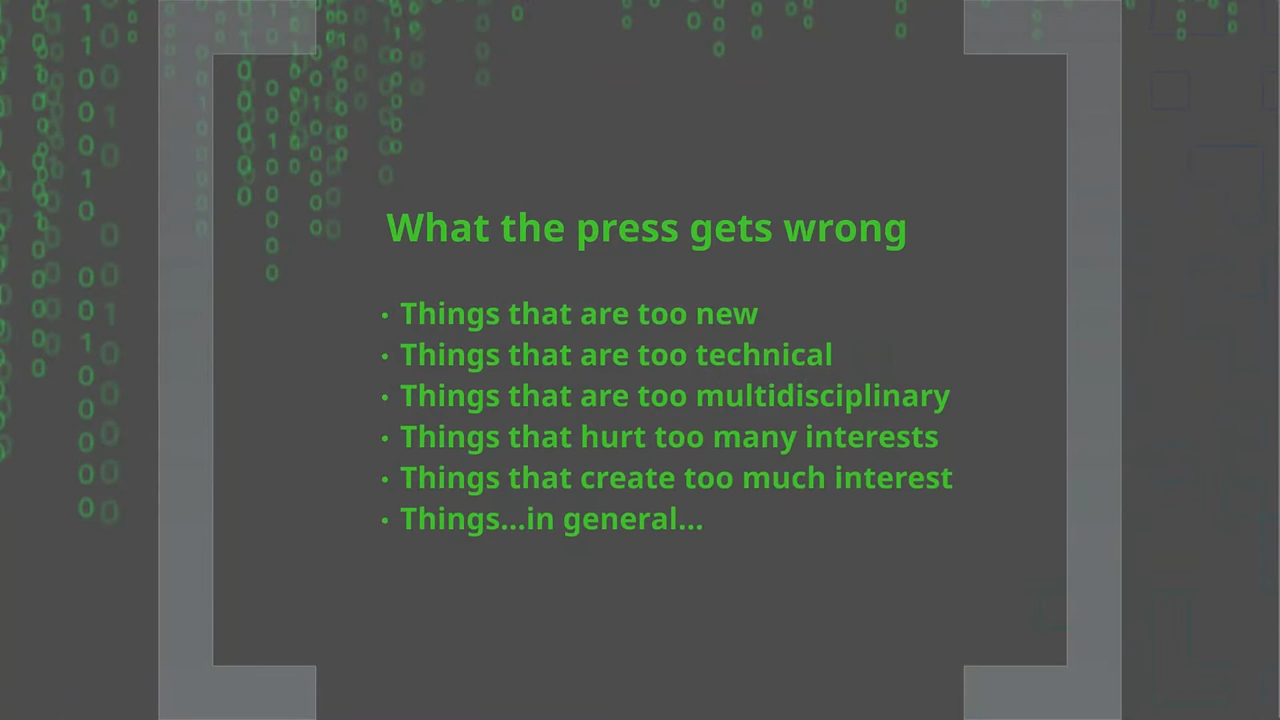 What the press gets wrong
• Things that are too new
• Things that are too technical
• Things that are too multidisciplinary
• Things that hurt too many interests
• Things that create too much interest
• Things...in general...